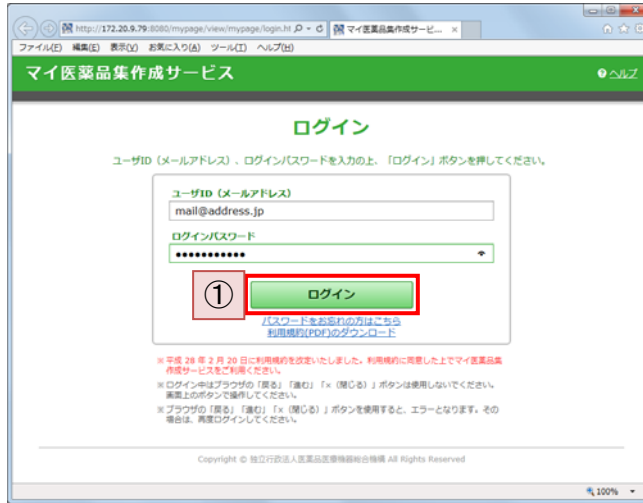 http://172.20.9.79:8080/mypage/view/mypage/login.ht
マイ医薬品集作成サービ...
ファイル(F) 編集(E) 表示(V) お気に入り(A) ツール(T) ヘルプ(H)
マイ医薬品集作成サービス
ヘルプ
ログイン
ユーザID（メールアドレス）、ログインパスワードを入力の上、「ログイン」ボタンを押してください。
ユーザID（メールアドレス）
mail@address.jp
ログインパスワード
•••••••••••
① ログイン
パスワードをお忘れの方はこちら
利用規約(PDF)のダウンロード
※ 平成 28 年 2 月 20 日に利用規約を改定いたしました。利用規約に同意した上でマイ医薬品集
作成サービスをご利用ください。
※ ログイン中はブラウザの「戻る」「進む」「×（閉じる）」ボタンは使用しないでください。
画面上のボタンで操作してください。
※ ブラウザの「戻る」「進む」「×（閉じる）」ボタンを使用すると、エラーとなります。その
場合は、再度ログインしてください。
Copyright © 独立行政法人医薬品医療機器総合機構 All Rights Reserved
100%